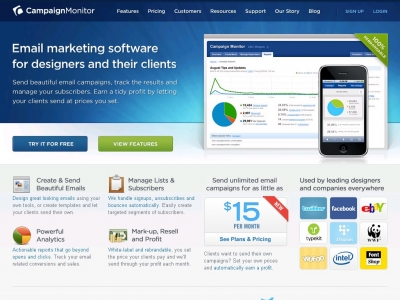 CampaignMonitor
Features Pricing Customers Resources Support Our Story Blog
SIGN UP LOGIN
Email marketing software
for designers and their clients
Send beautiful email campaigns, track the results and
manage your subscribers. Earn a tidy profit by letting
your clients send at prices you set.
TRY IT FOR FREE
VIEW FEATURES
100%
Campaign Monitor
August Tips and Updates
Create & Send
Beautiful Emails
Design great looking emails using your
own tools, or create templates and let
your clients send their own.
Manage Lists &
Subscribers
We handle signups, unsubscribes and
bounces automatically. Easily create
targeted segments of subscribers.
Powerful
Analytics
Actionable reports that go beyond
opens and clicks. Track your email
related conversions and sales.
Mark-up, Resell
and Profit
White-label and rebrandable, you set
the price your clients pay and we'll
send you your profit each month.
Send unlimited email
campaigns for as little as
$15
PER MONTH
NEW
See Plans & Pricing
Clients want to send their own
campaigns? Set your own prices
and automatically earn a profit.
Used by leading designers
and companies everywhere
twitter
facebook
ebY
typekit
WWF
intel
Font
Shop